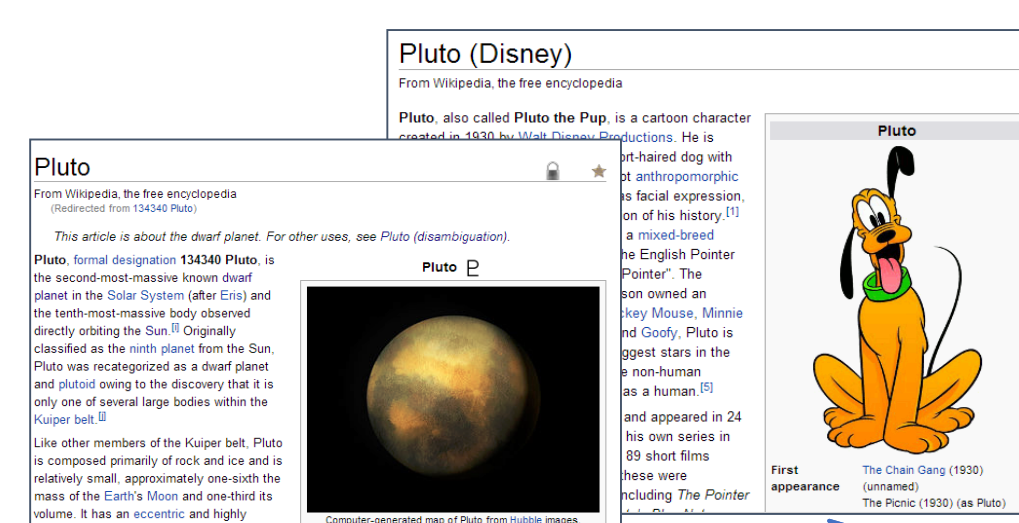 Pluto (Disney)
From Wikipedia, the free encyclopedia
Pluto, also called Pluto the Pup, is a cartoon character
created in 1930 by Walt Disney Productions. He is
ort-haired dog with
ot anthropomorphic
as facial expression,
on of his history.[1]
a mixed-breed
he English Pointer
Pointer". The
son owned an
ckey Mouse, Minnie
nd Goofy, Pluto is
ggest stars in the
e non-human
as a human.[5]
and appeared in 24
his own series in
89 short films
these were
ncluding The Pointer
Pluto
First appearance
The Chain Gang (1930)
(unnamed)
The Picnic (1930) (as Pluto)
Pluto
From Wikipedia, the free encyclopedia
(Redirected from 134340 Pluto)
This article is about the dwarf planet. For other uses, see Pluto (disambiguation).
Pluto, formal designation 134340 Pluto, is
the second-most-massive known dwarf
planet in the Solar System (after Eris) and
the tenth-most-massive body observed
directly orbiting the Sun.[i] Originally
classified as the ninth planet from the Sun,
Pluto was recategorized as a dwarf planet
and plutoid owing to the discovery that it is
only one of several large bodies within the
Kuiper belt.[j]
Like other members of the Kuiper belt, Pluto
is composed primarily of rock and ice and is
relatively small, approximately one-sixth the
mass of the Earth's Moon and one-third its
volume. It has an eccentric and highly
Pluto ♇
Computer-generated map of Pluto from Hubble images,